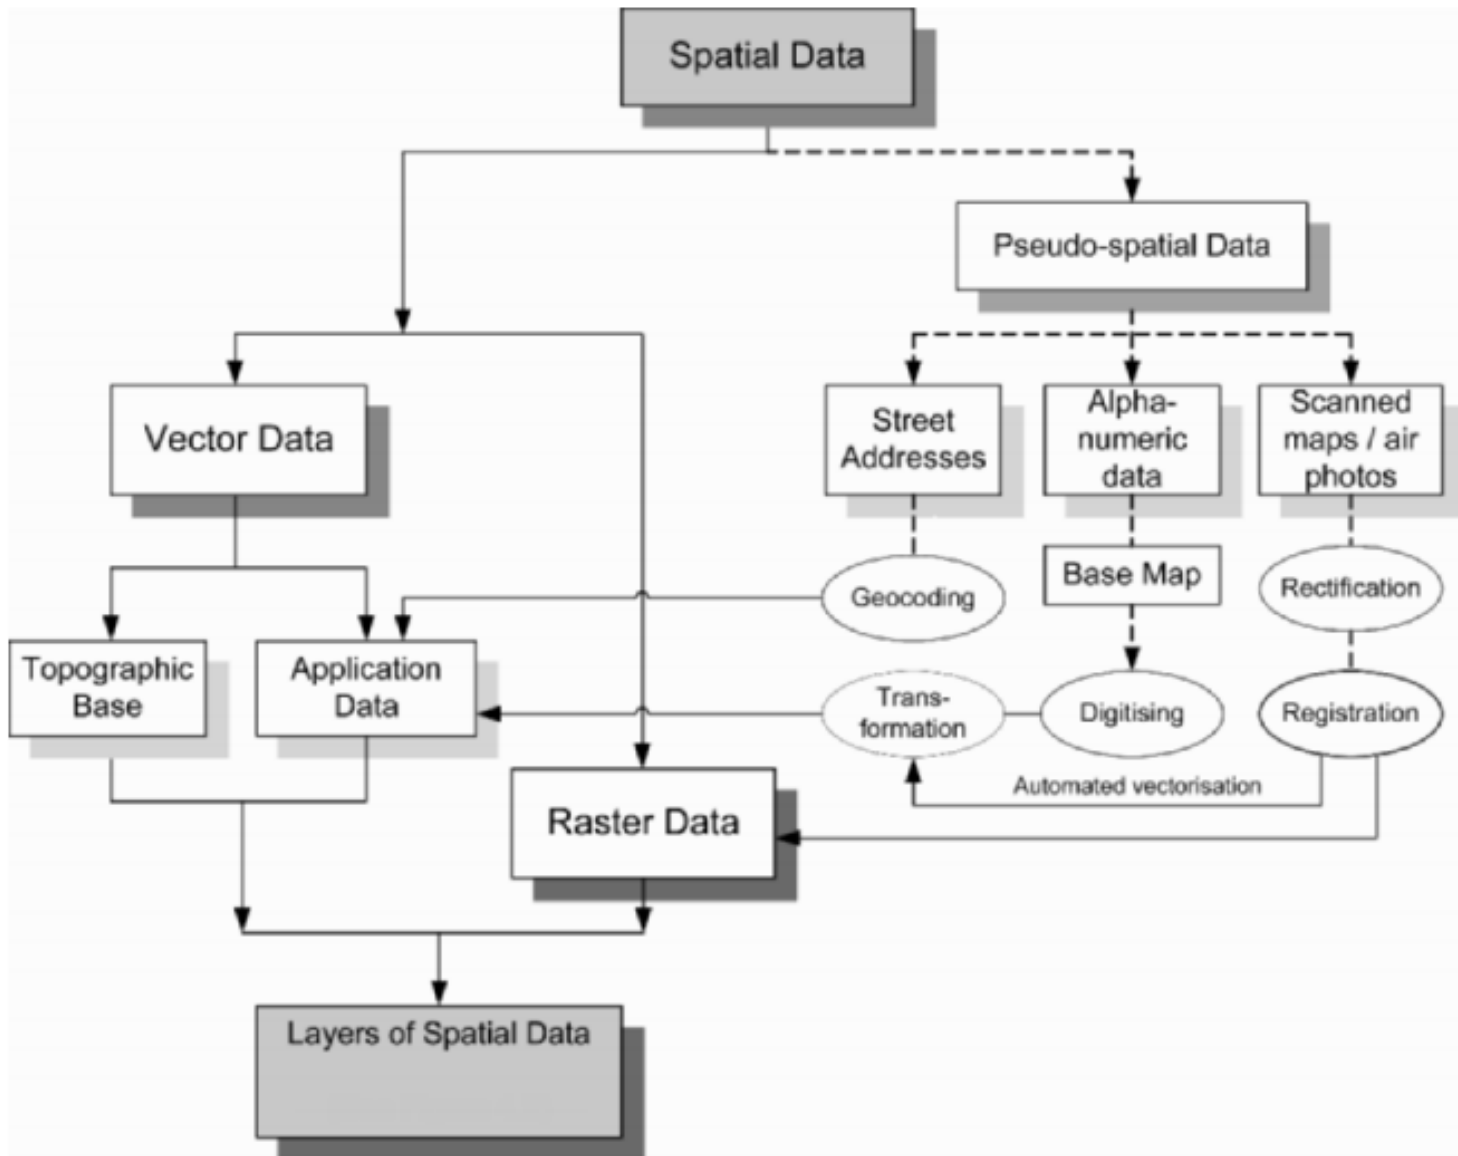 Spatial Data
Pseudo-spatial Data
Vector Data
Street
Addresses
Alpha-
numeric
data
Scanned
maps / air
photos
Geocoding
Base Map
Rectification
Topographic
Base
Application
Data
Trans-
formation
Digitising
Registration
Automated vectorisation
Raster Data
Layers of Spatial Data